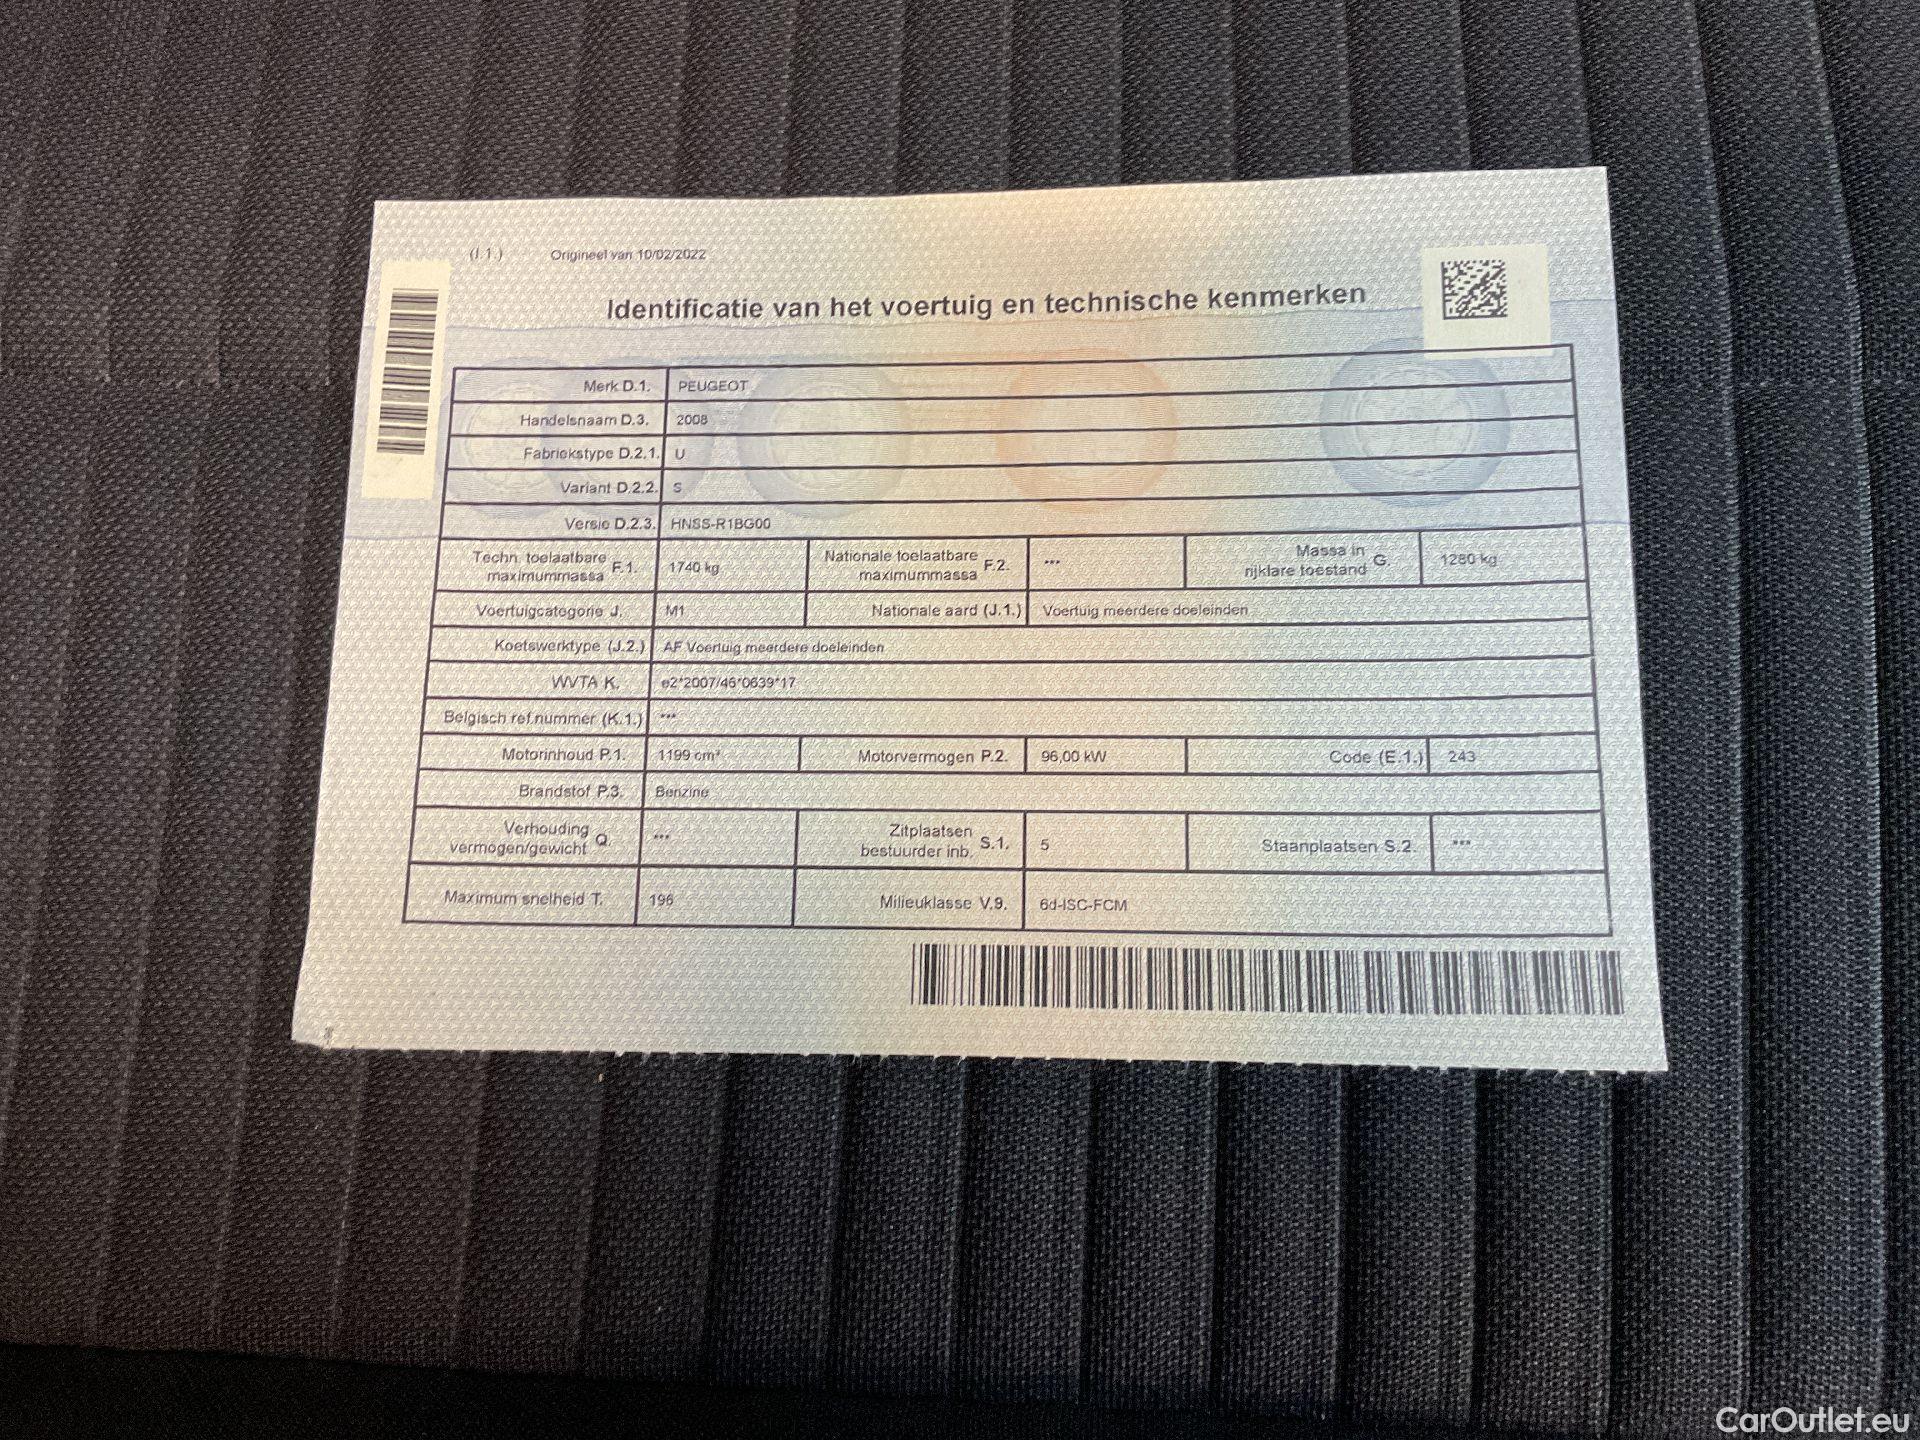 (I.1.) Origineel van 10/02/2022
Identificatie van het voertuig en technische kenmerken
Merk D.1. PEUGEOT
Handelsnaam D.3. 2008
Fabriekstype D.2.1. U
Variant D.2.2. S
Versie D.2.3. HNSS-R1BG00
Techn. toelaatbare maximummassa F.1. 1740 kg Nationale toelaatbare maximummassa F.2. *** Massa in rijklare toestand G. 1280 kg
Voertuigcategorie J. M1 Nationale aard (J.1.) Voertuig meerdere doeleinden
Koetswerktype (J.2.) AF Voertuig meerdere doeleinden
WVTA K. e2*2007/46*0639*17
Belgisch ref.nummer (K.1.) ***
Motorinhoud P.1. 1199 cm³ Motorvermogen P.2. 96,00 kW Code (E.1.) 243
Brandstof P.3. Benzine
Verhouding vermogen/gewicht Q. *** Zitplaatsen bestuurder inb. S.1. 5 Staanplaatsen S.2. ***
Maximum snelheid T. 196 Milieuklasse V.9. 6d-ISC-FCM
CarOutlet.eu